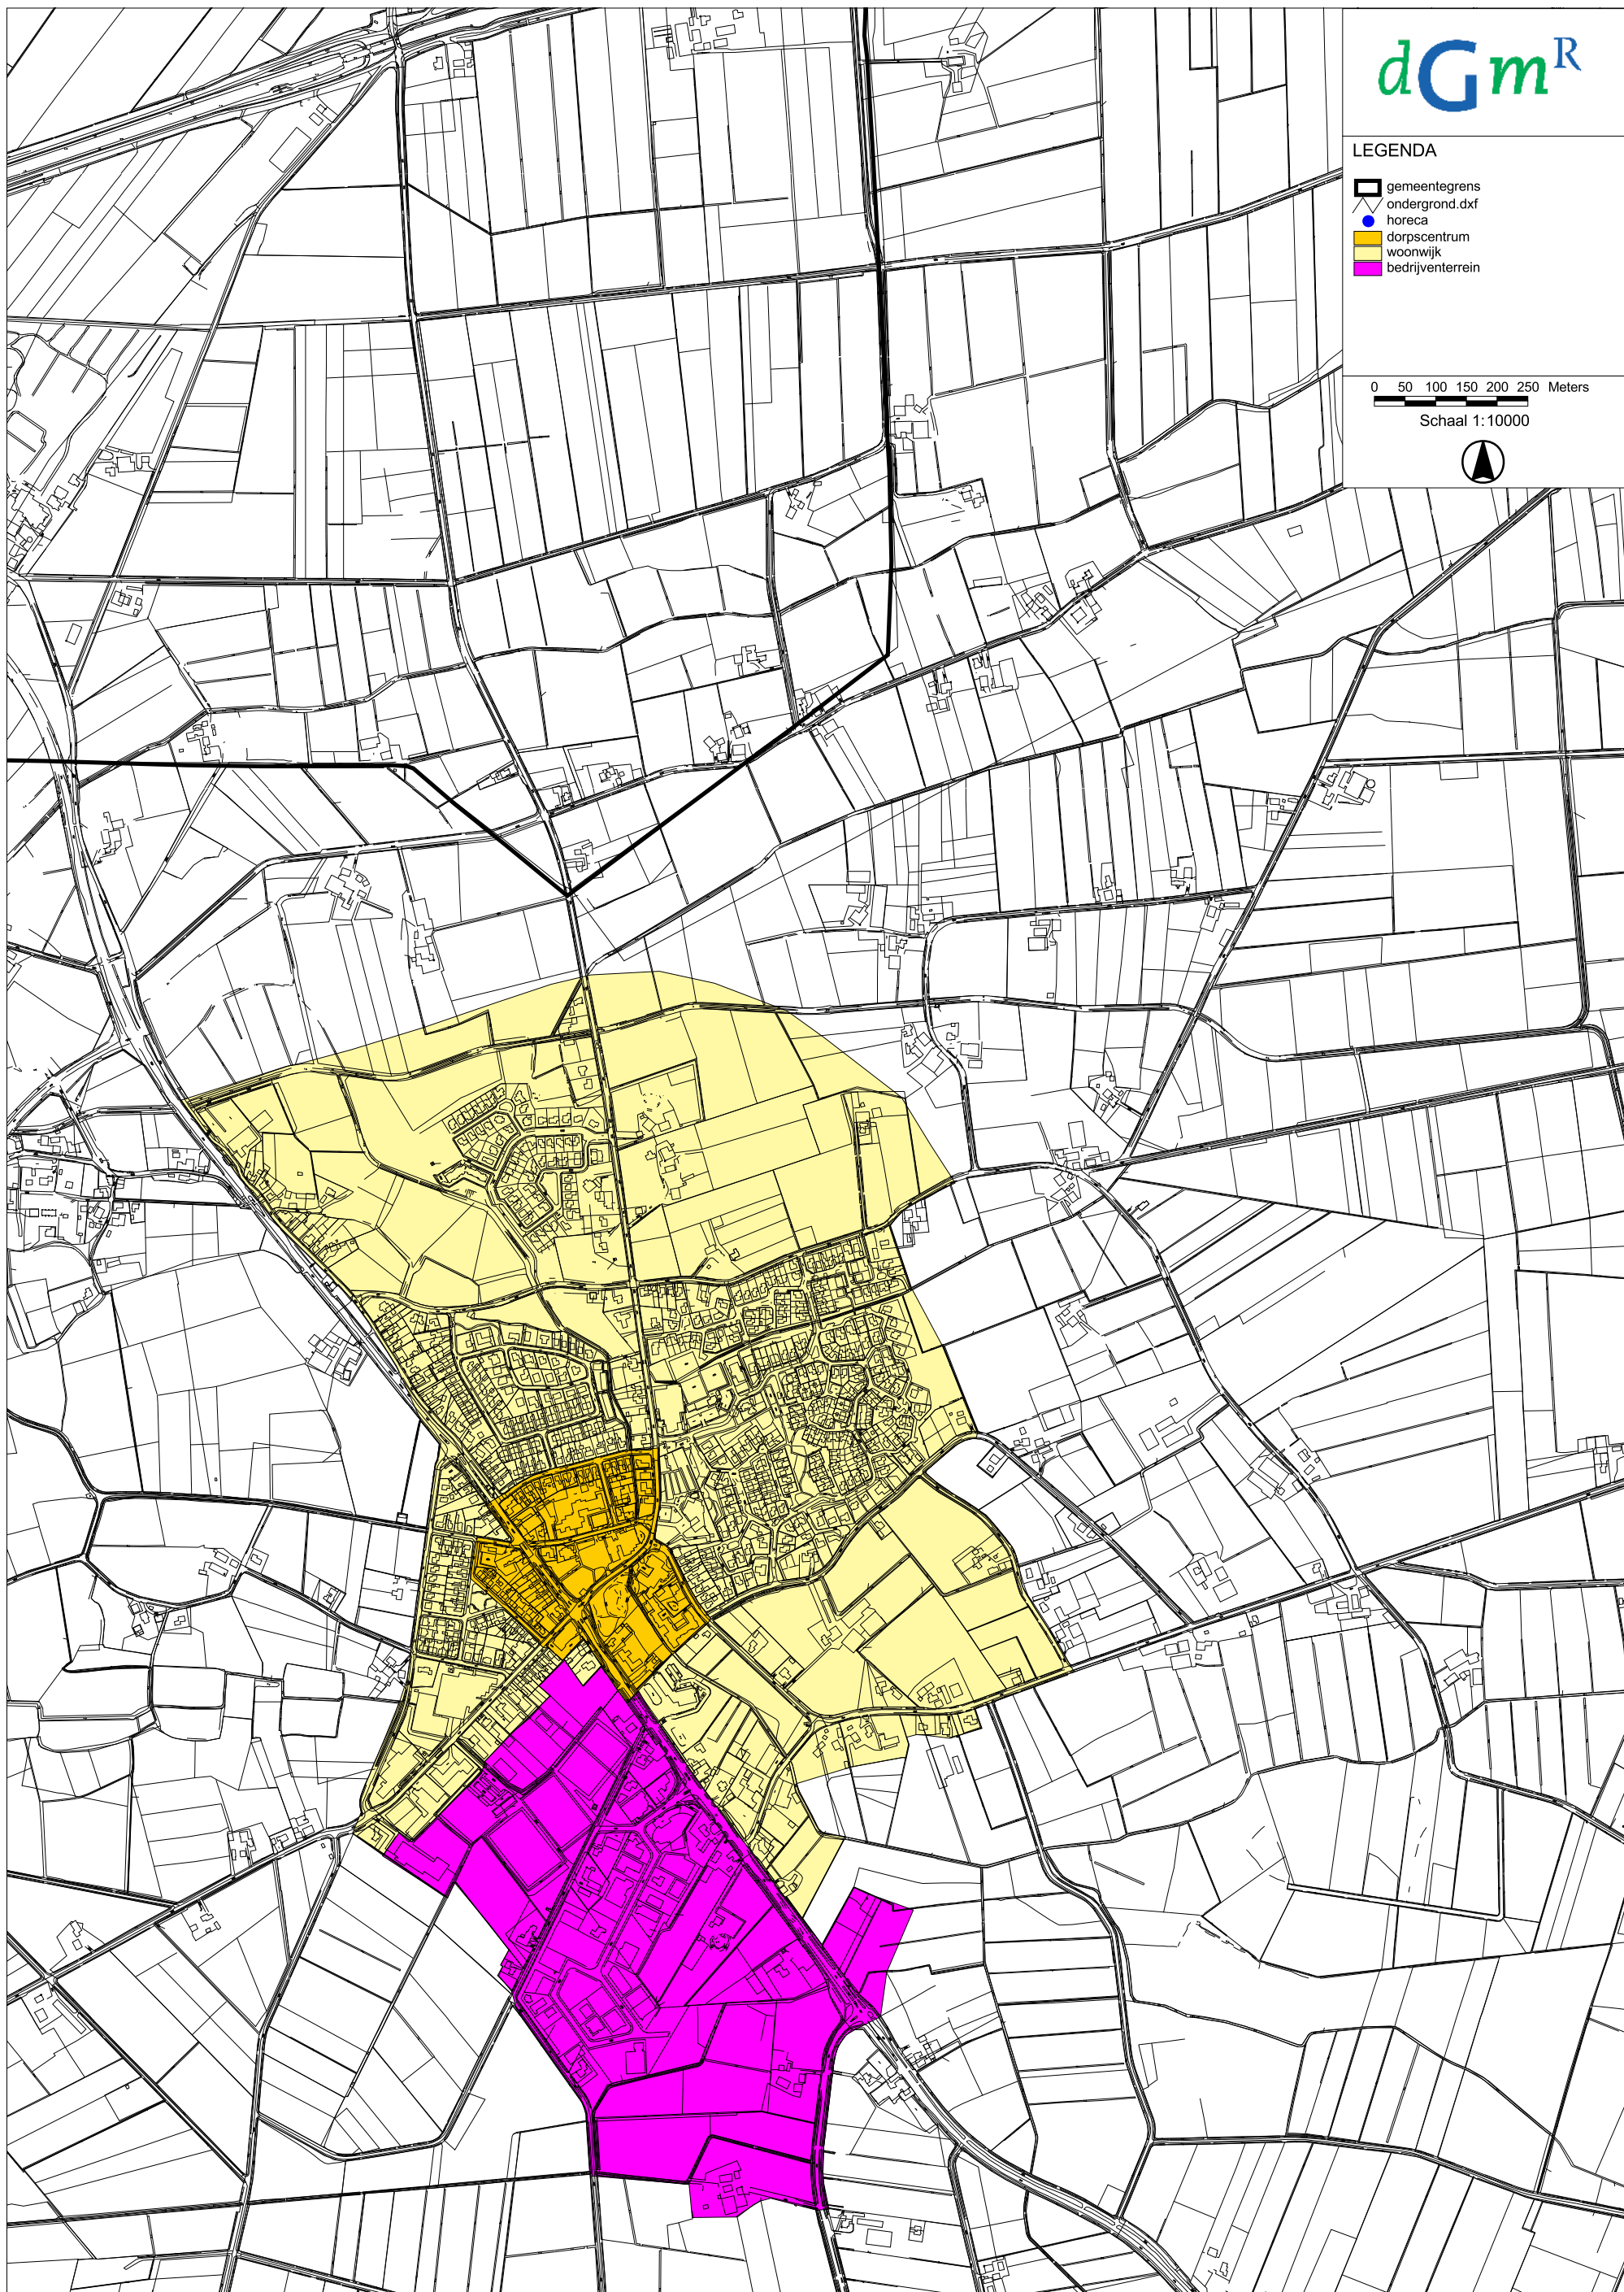 dGmR
LEGENDA
gemeentegrens
ondergrond.dxf
horeca
dorpscentrum
woonwijk
bedrijventerrein
0 50 100 150 200 250 Meters
Schaal 1:10000